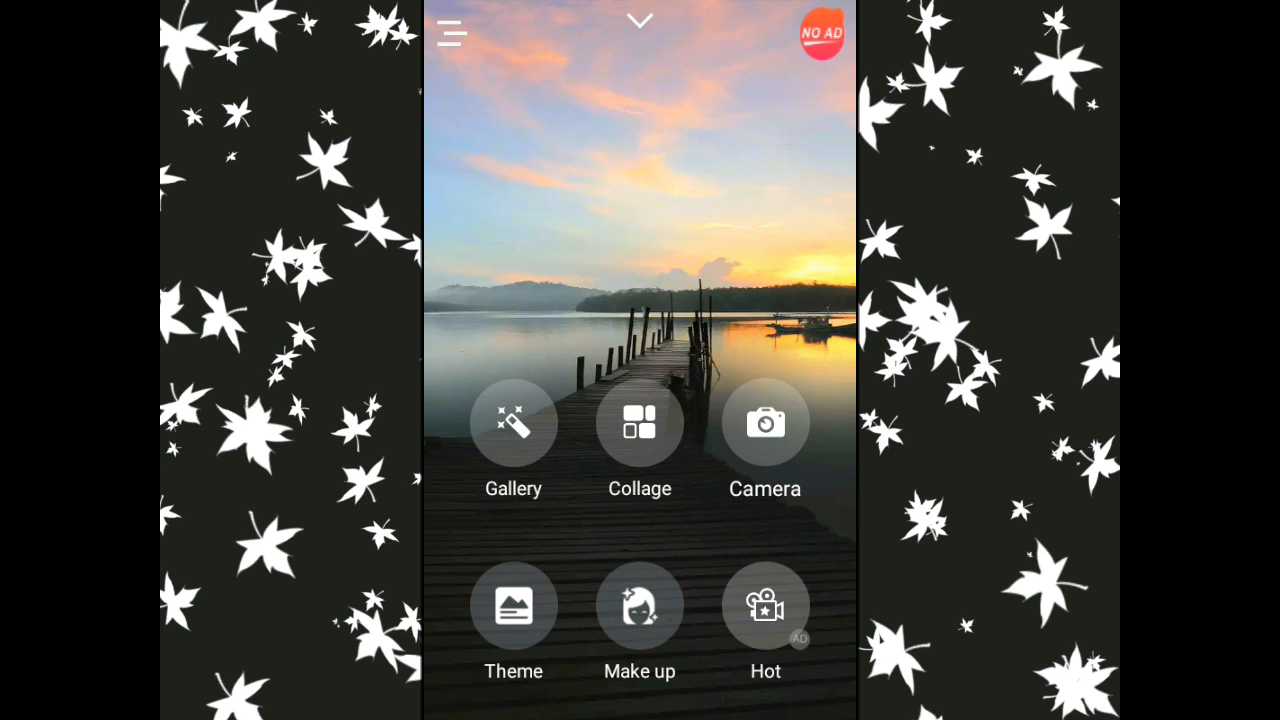 NO AD
Gallery
Collage
Camera
AD
Theme
Make up
Hot